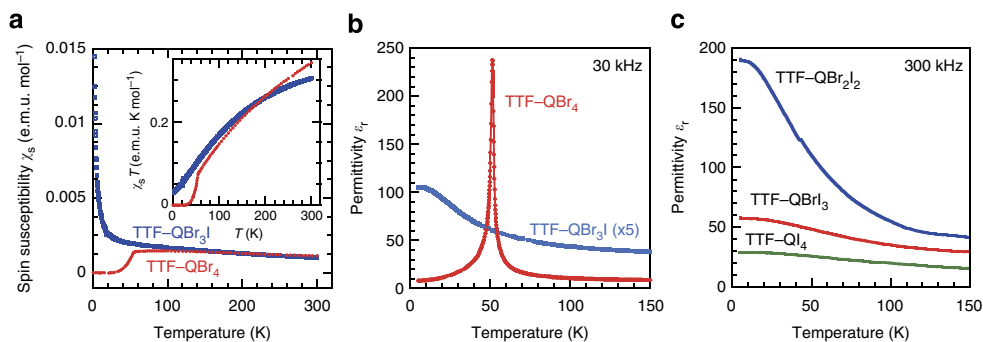 a
Spin susceptibility χs (e.m.u. mol−1)
0.015
0.01
0.005
0
0 100 200 300
Temperature (K)
TTF–QBr3I
TTF–QBr4
χsT (e.m.u. K mol−1)
0.2
0
0 100 200 300
T (K)
b
Permittivity εr
250
200
150
100
50
0
0 50 100 150
Temperature (K)
30 kHz
TTF–QBr4
TTF–QBr3I (x5)
c
Permittivity εr
200
150
100
50
0
0 50 100 150
Temperature (K)
300 kHz
TTF–QBr2I2
TTF–QBrI3
TTF–QI4